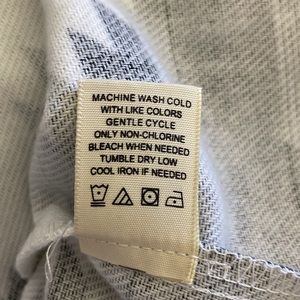 MACHINE WASH COLD
WITH LIKE COLORS
GENTLE CYCLE
ONLY NON-CHLORINE
BLEACH WHEN NEEDED
TUMBLE DRY LOW
COOL IRON IF NEEDED